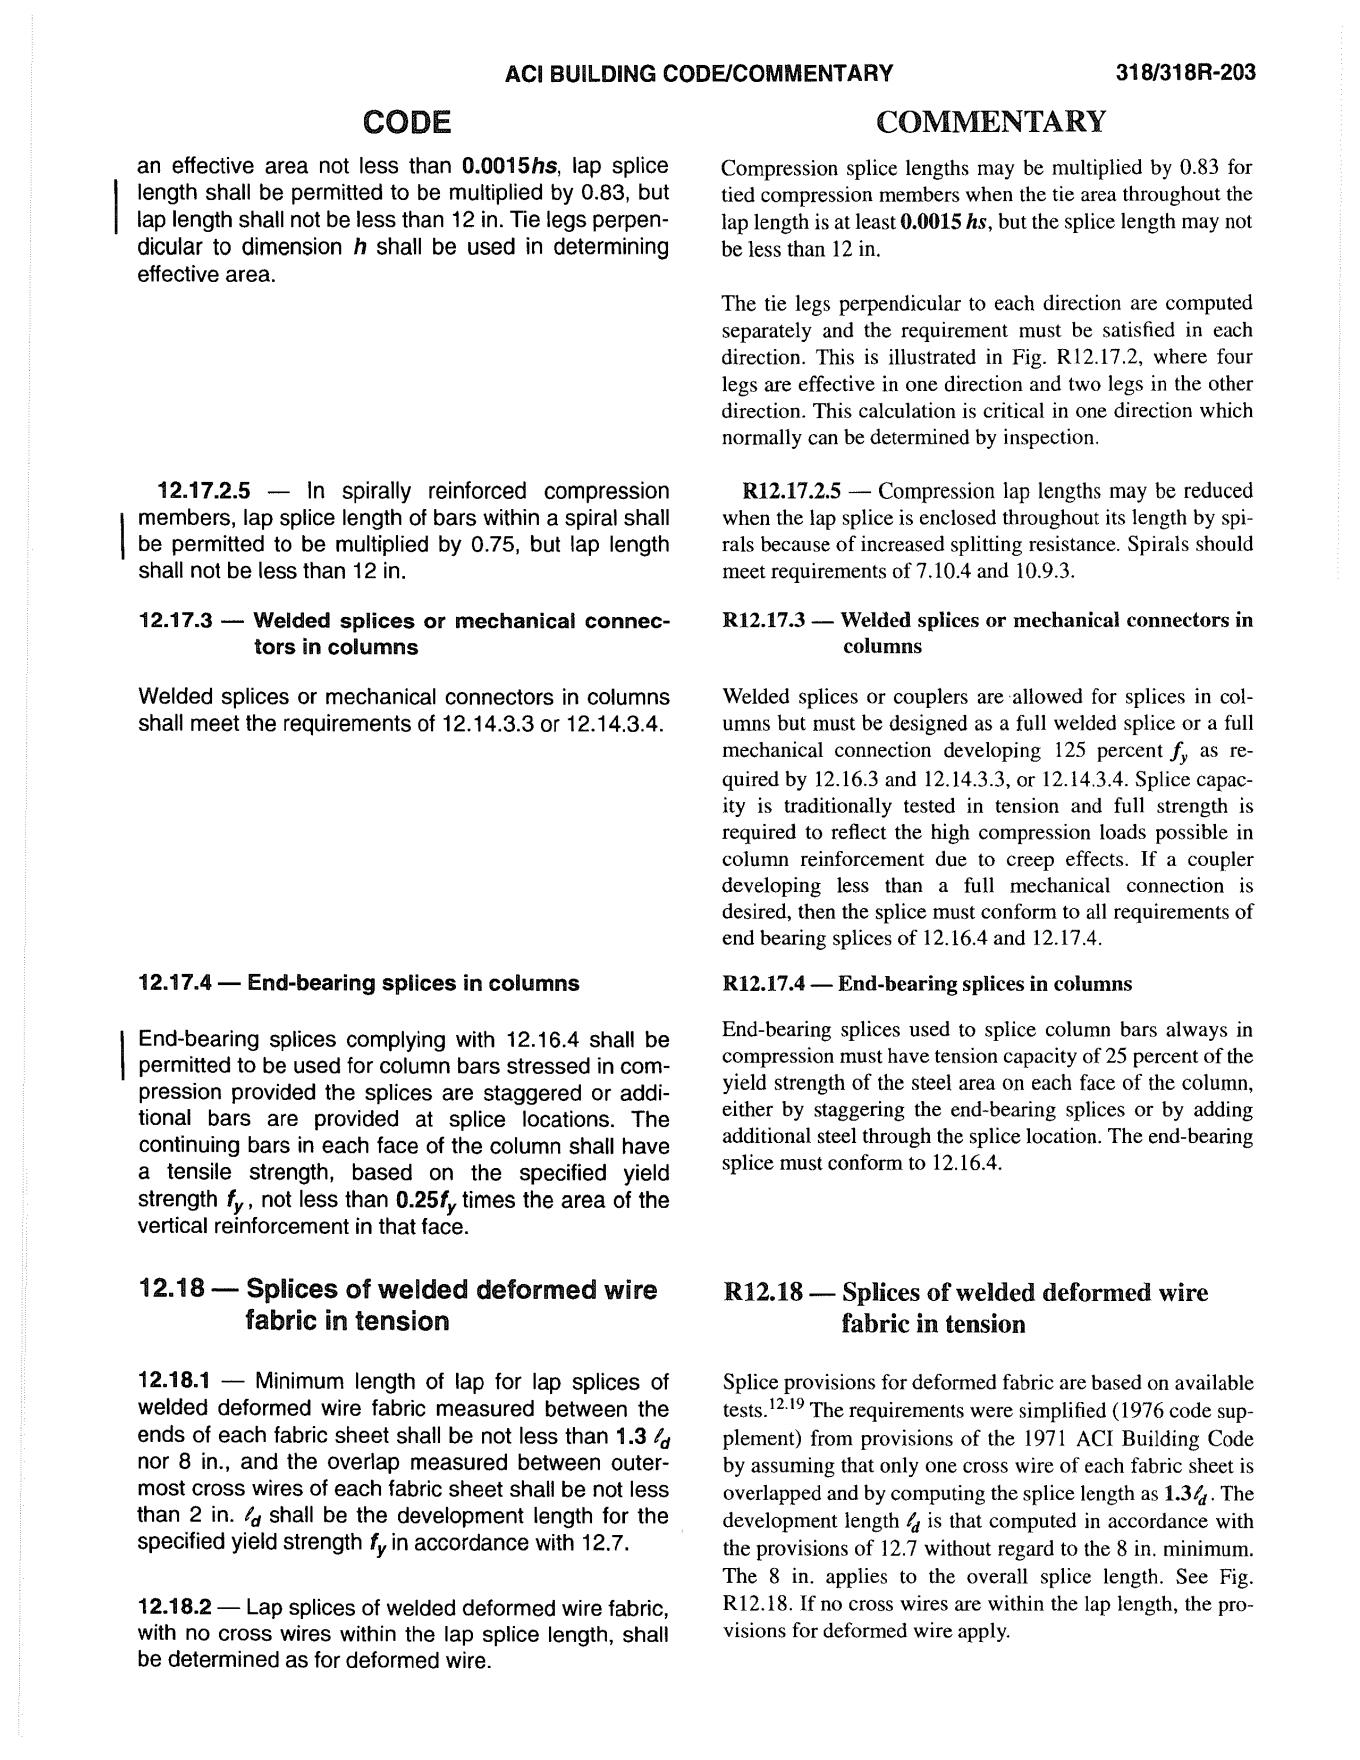 ACI BUILDING CODE/COMMENTARY 318/318R-203
CODE
an effective area not less than 0.0015hs, lap splice
length shall be permitted to be multiplied by 0.83, but
lap length shall not be less than 12 in. Tie legs perpen-
dicular to dimension h shall be used in determining
effective area.
12.17.2.5 — In spirally reinforced compression
members, lap splice length of bars within a spiral shall
be permitted to be multiplied by 0.75, but lap length
shall not be less than 12 in.
12.17.3 — Welded splices or mechanical connec-
tors in columns
Welded splices or mechanical connectors in columns
shall meet the requirements of 12.14.3.3 or 12.14.3.4.
12.17.4 — End-bearing splices in columns
End-bearing splices complying with 12.16.4 shall be
permitted to be used for column bars stressed in com-
pression provided the splices are staggered or addi-
tional bars are provided at splice locations. The
continuing bars in each face of the column shall have
a tensile strength, based on the specified yield
strength fy, not less than 0.25fy times the area of the
vertical reinforcement in that face.
12.18 — Splices of welded deformed wire
fabric in tension
12.18.1 — Minimum length of lap for lap splices of
welded deformed wire fabric measured between the
ends of each fabric sheet shall be not less than 1.3 ℓd
nor 8 in., and the overlap measured between outer-
most cross wires of each fabric sheet shall be not less
than 2 in. ℓd shall be the development length for the
specified yield strength fy in accordance with 12.7.
12.18.2 — Lap splices of welded deformed wire fabric,
with no cross wires within the lap splice length, shall
be determined as for deformed wire.
COMMENTARY
Compression splice lengths may be multiplied by 0.83 for
tied compression members when the tie area throughout the
lap length is at least 0.0015 hs, but the splice length may not
be less than 12 in.
The tie legs perpendicular to each direction are computed
separately and the requirement must be satisfied in each
direction. This is illustrated in Fig. R12.17.2, where four
legs are effective in one direction and two legs in the other
direction. This calculation is critical in one direction which
normally can be determined by inspection.
R12.17.2.5 — Compression lap lengths may be reduced
when the lap splice is enclosed throughout its length by spi-
rals because of increased splitting resistance. Spirals should
meet requirements of 7.10.4 and 10.9.3.
R12.17.3 — Welded splices or mechanical connectors in
columns
Welded splices or couplers are allowed for splices in col-
umns but must be designed as a full welded splice or a full
mechanical connection developing 125 percent fy as re-
quired by 12.16.3 and 12.14.3.3, or 12.14.3.4. Splice capac-
ity is traditionally tested in tension and full strength is
required to reflect the high compression loads possible in
column reinforcement due to creep effects. If a coupler
developing less than a full mechanical connection is
desired, then the splice must conform to all requirements of
end bearing splices of 12.16.4 and 12.17.4.
R12.17.4 — End-bearing splices in columns
End-bearing splices used to splice column bars always in
compression must have tension capacity of 25 percent of the
yield strength of the steel area on each face of the column,
either by staggering the end-bearing splices or by adding
additional steel through the splice location. The end-bearing
splice must conform to 12.16.4.
R12.18 — Splices of welded deformed wire
fabric in tension
Splice provisions for deformed fabric are based on available
tests.12.19 The requirements were simplified (1976 code sup-
plement) from provisions of the 1971 ACI Building Code
by assuming that only one cross wire of each fabric sheet is
overlapped and by computing the splice length as 1.3ℓd. The
development length ℓd is that computed in accordance with
the provisions of 12.7 without regard to the 8 in. minimum.
The 8 in. applies to the overall splice length. See Fig.
R12.18. If no cross wires are within the lap length, the pro-
visions for deformed wire apply.